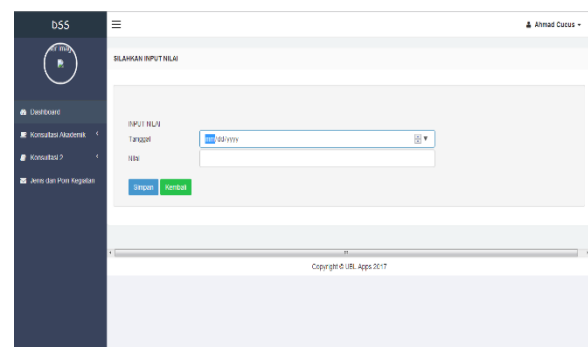 DSS
Ahmad Cucus
SILAHKAN INPUT NILAI
Dashboard
Konsultasi Akademik
Konsultasi 2
Jenis dan Poin Kegiatan
INPUT NILAI
Tanggal
mm/dd/yyyy
Nilai
Simpan
Kembali
Copyright © UBL Apps 2017